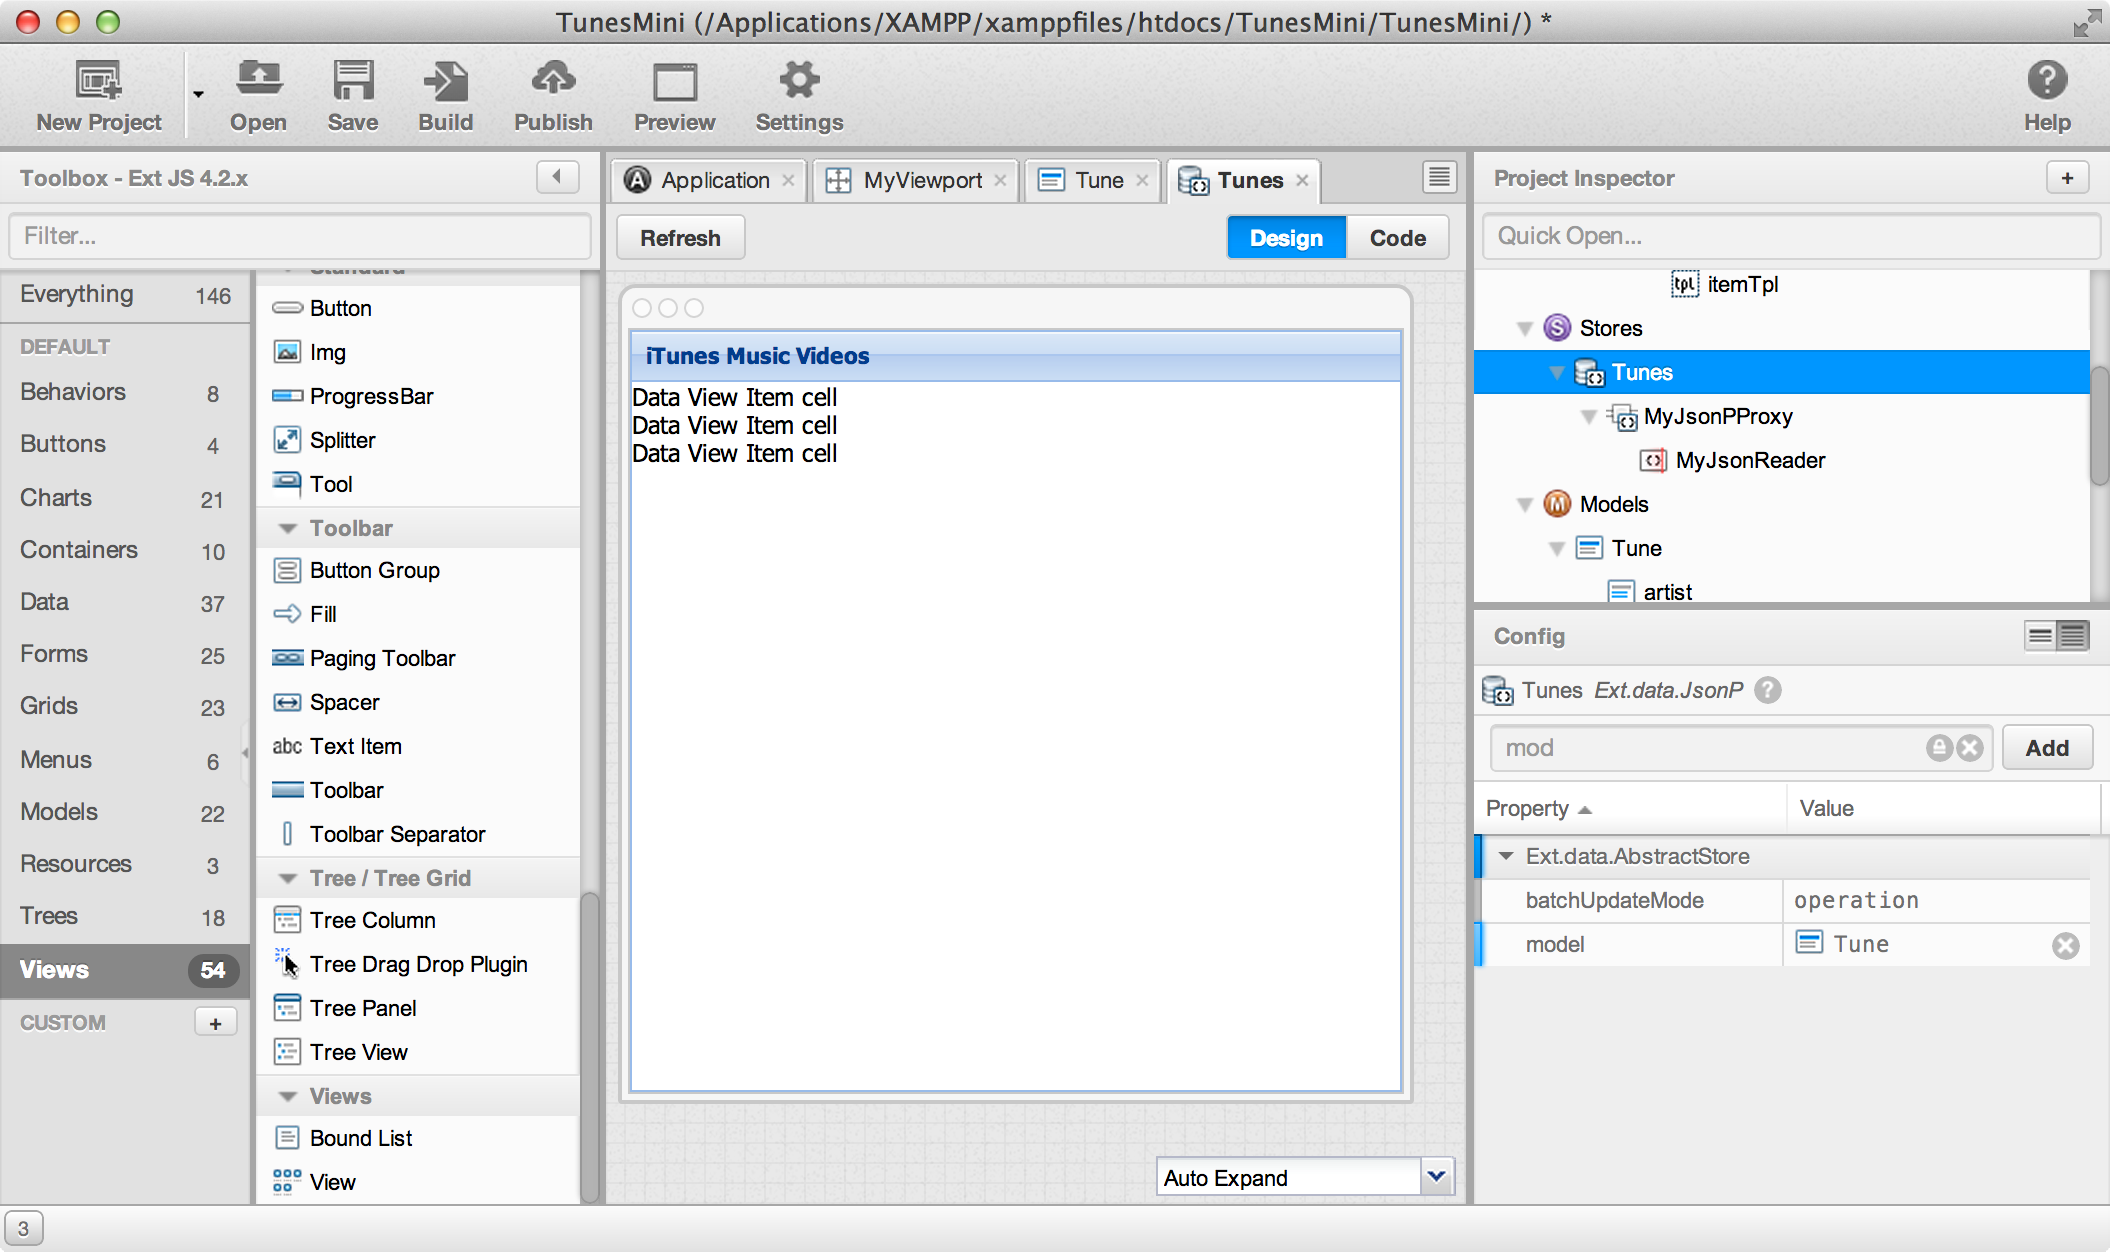 TunesMini (/Applications/XAMPP/xamppfiles/htdocs/TunesMini/TunesMini/) *
New Project
Open
Save
Build
Publish
Preview
Settings
Help
Toolbox - Ext JS 4.2.x
Filter...
Everything 146
DEFAULT
Behaviors 8
Buttons 4
Charts 21
Containers 10
Data 37
Forms 25
Grids 23
Menus 6
Models 22
Resources 3
Trees 18
Views 54
CUSTOM +
Standard
Button
Img
ProgressBar
Splitter
Tool
Toolbar
Button Group
Fill
Paging Toolbar
Spacer
abc Text Item
Toolbar
Toolbar Separator
Tree / Tree Grid
Tree Column
Tree Drag Drop Plugin
Tree Panel
Tree View
Views
Bound List
View
Application
MyViewport
Tune
Tunes
Refresh
Design
Code
iTunes Music Videos
Data View Item cell
Data View Item cell
Data View Item cell
Auto Expand
Project Inspector +
Quick Open...
tpl itemTpl
S Stores
Tunes
MyJsonPProxy
MyJsonReader
M Models
Tune
artist
Config
Tunes Ext.data.JsonP ?
mod
Add
Property Value
Ext.data.AbstractStore
batchUpdateMode operation
model Tune
3